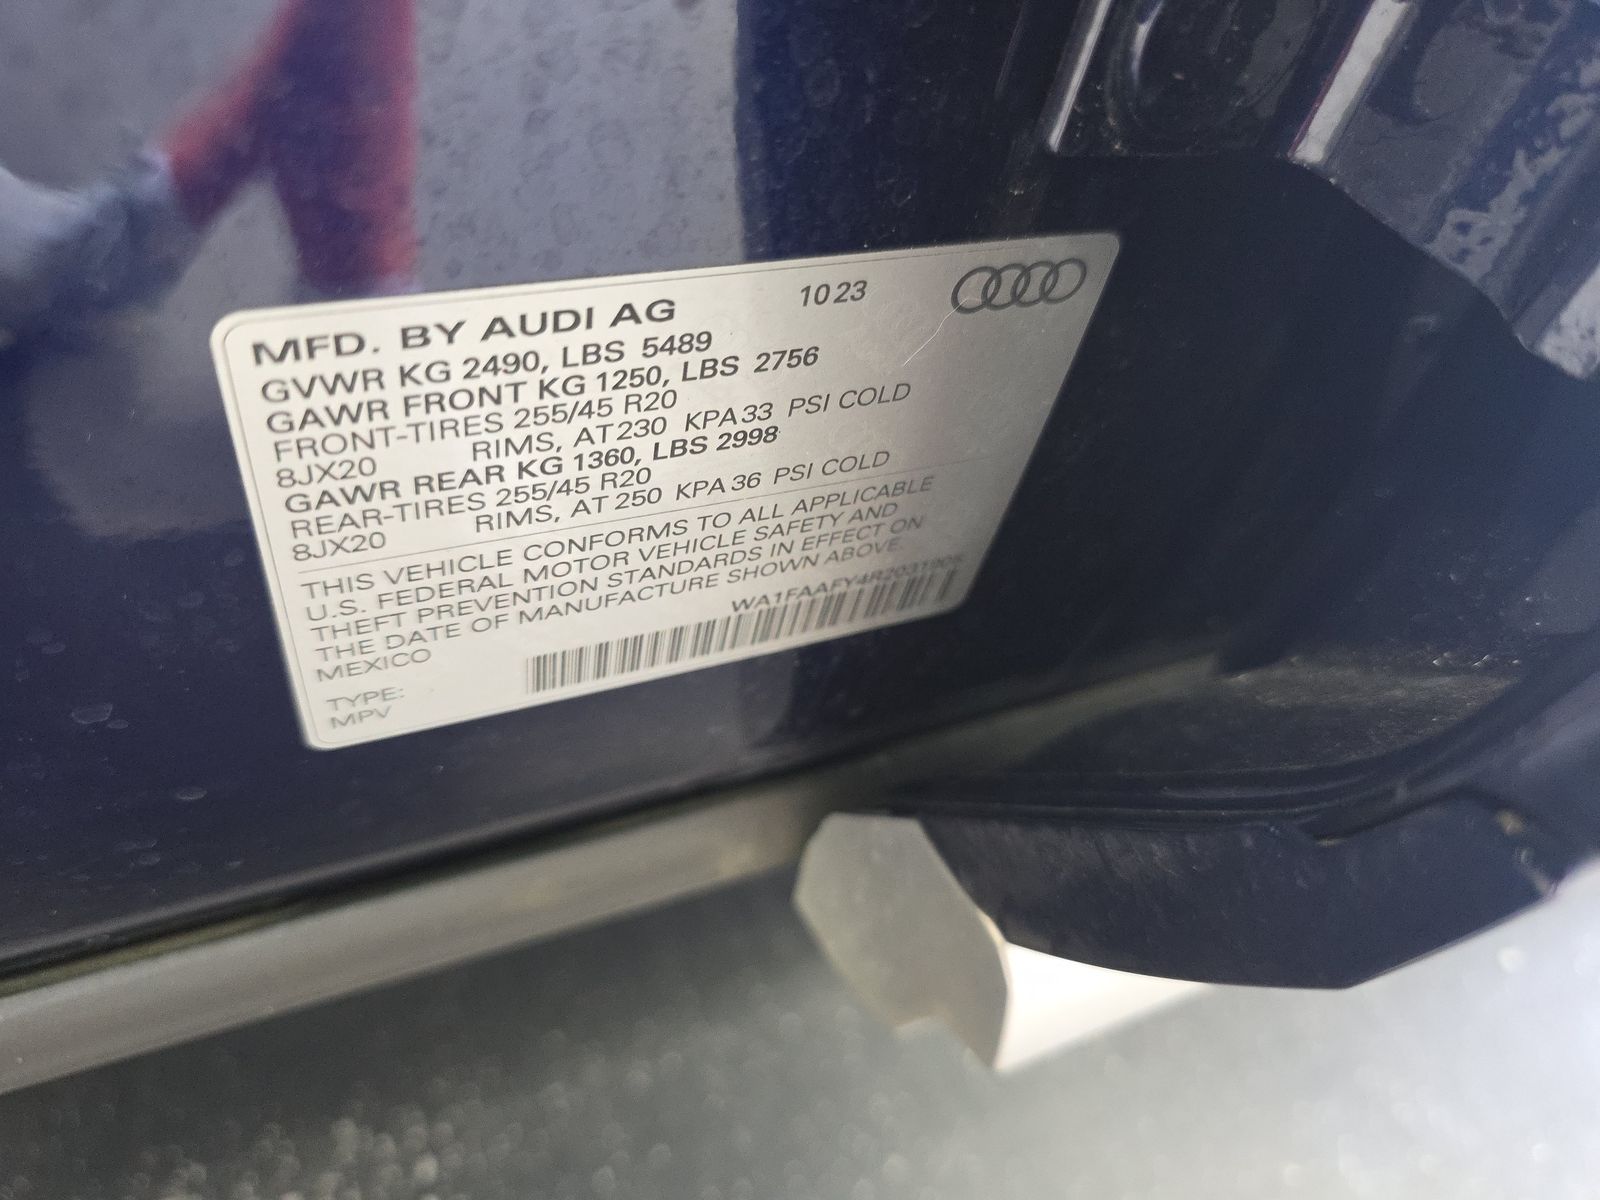 MFD. BY AUDI AG 10 23
GVWR KG 2490, LBS 5489
GAWR FRONT KG 1250, LBS 2756
FRONT-TIRES 255/45 R20
8JX20 RIMS, AT 230 KPA 33 PSI COLD
GAWR REAR KG 1360, LBS 2998
REAR-TIRES 255/45 R20
8JX20 RIMS, AT 250 KPA 36 PSI COLD
THIS VEHICLE CONFORMS TO ALL APPLICABLE
U.S. FEDERAL MOTOR VEHICLE SAFETY AND
THEFT PREVENTION STANDARDS IN EFFECT ON
THE DATE OF MANUFACTURE SHOWN ABOVE.
MEXICO
TYPE:
MPV